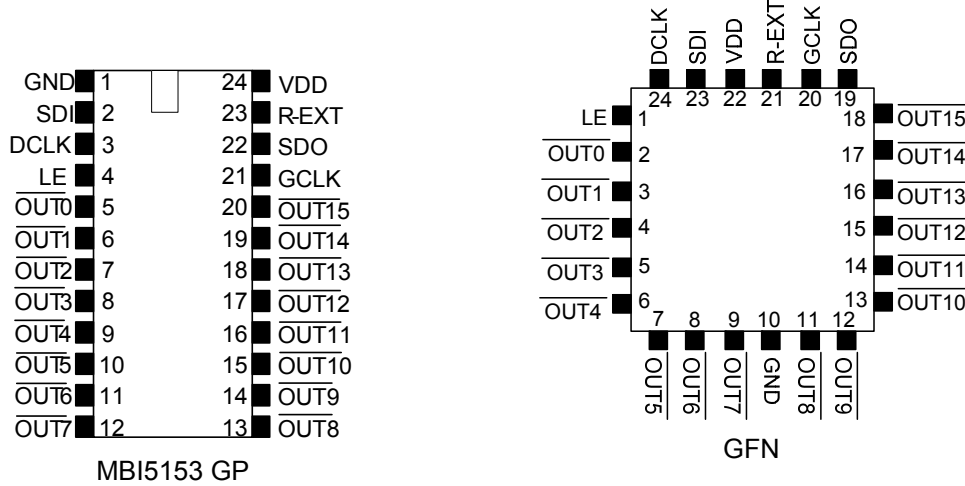 GND 1 24 VDD
SDI 2 23 R-EXT
DCLK 3 22 SDO
LE 4 21 GCLK
OUT0 5 20 OUT15
OUT1 6 19 OUT14
OUT2 7 18 OUT13
OUT3 8 17 OUT12
OUT4 9 16 OUT11
OUT5 10 15 OUT10
OUT6 11 14 OUT9
OUT7 12 13 OUT8
MBI5153 GP
DCLK SDI VDD R-EXT GCLK SDO
24 23 22 21 20 19
LE 1 18 OUT15
OUT0 2 17 OUT14
OUT1 3 16 OUT13
OUT2 4 15 OUT12
OUT3 5 14 OUT11
OUT4 6 13 OUT10
7 8 9 10 11 12
OUT5 OUT6 OUT7 GND OUT8 OUT9
GFN